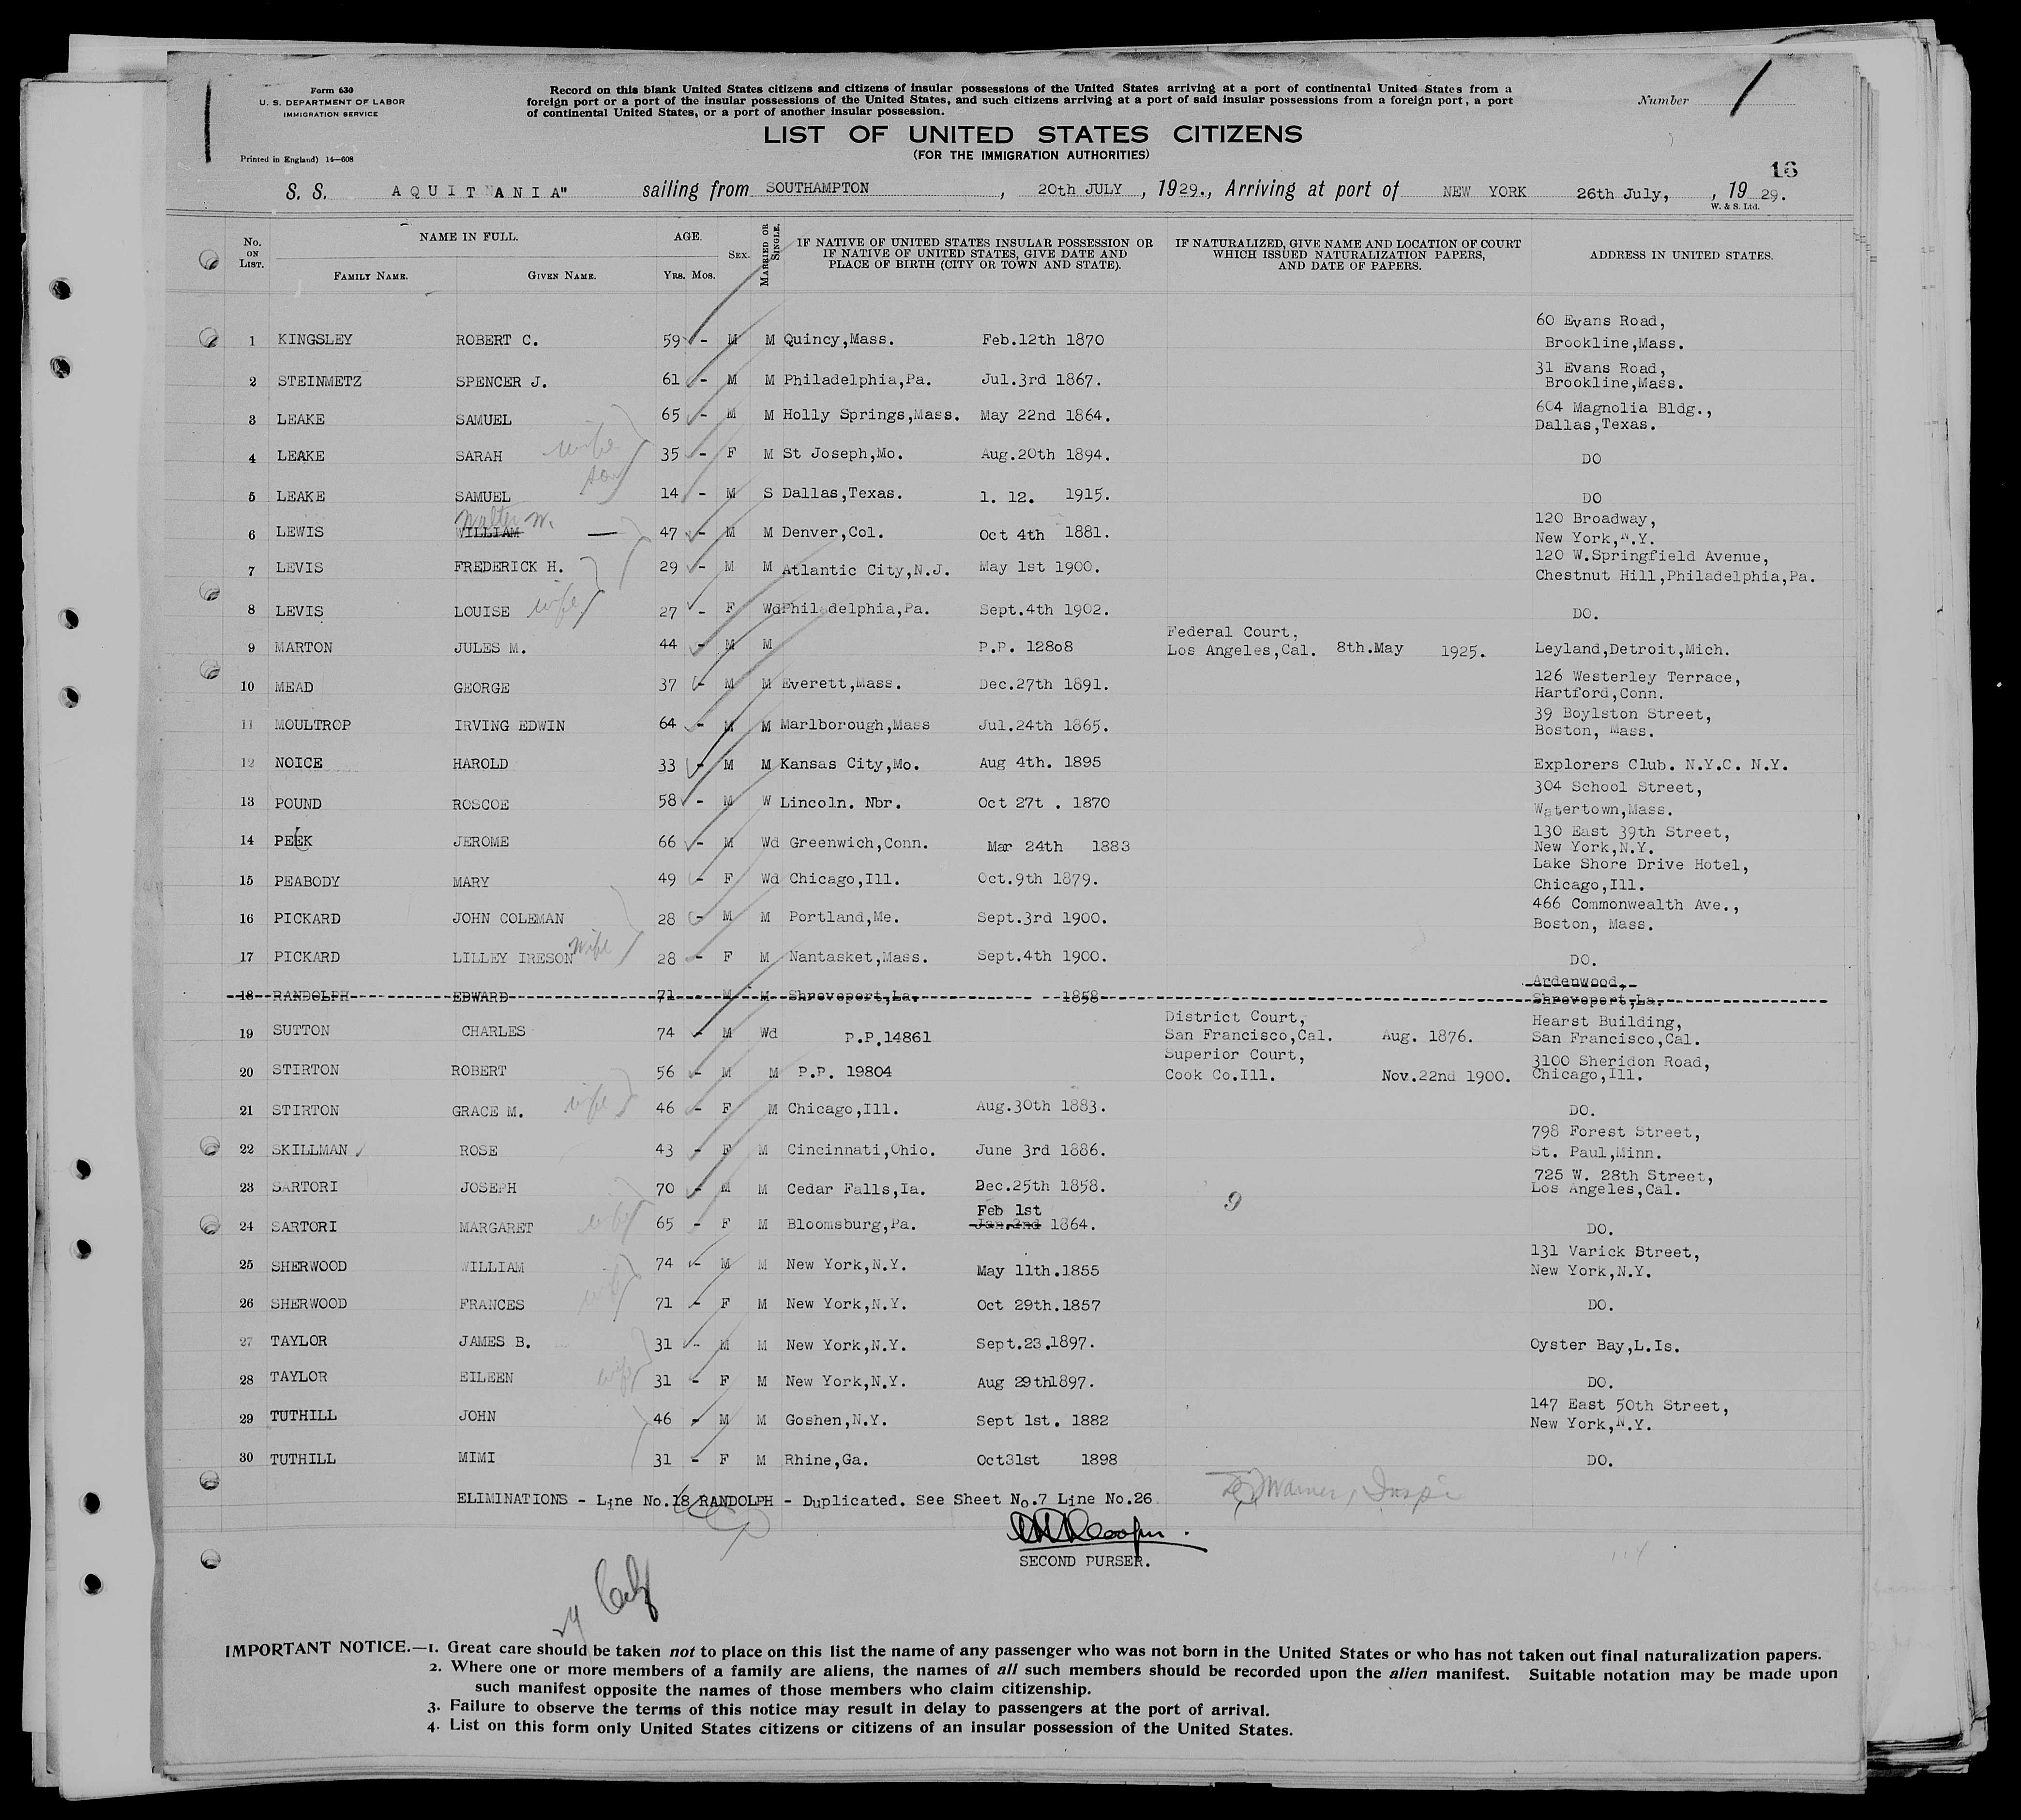 Form 630
U. S. DEPARTMENT OF LABOR
IMMIGRATION SERVICE
Printed in England) 14—608
Record on this blank United States citizens and citizens of insular possessions of the United States arriving at a port of continental United States from a
foreign port or a port of the insular possessions of the United States, and such citizens arriving at a port of said insular possessions from a foreign port, a port
of continental United States, or a port of another insular possession.
LIST OF UNITED STATES CITIZENS
(FOR THE IMMIGRATION AUTHORITIES)
Number 1
16
S. S. AQUITANIA" sailing from SOUTHAMPTON, 20th JULY, 1929., Arriving at port of NEW YORK 26th July, , 19 29.
W. & S. Ltd.
No. ON LIST. NAME IN FULL. FAMILY NAME. GIVEN NAME. AGE. YRS. MOS. SEX. MARRIED OR SINGLE. IF NATIVE OF UNITED STATES INSULAR POSSESSION OR IF NATIVE OF UNITED STATES, GIVE DATE AND PLACE OF BIRTH (CITY OR TOWN AND STATE). IF NATURALIZED, GIVE NAME AND LOCATION OF COURT WHICH ISSUED NATURALIZATION PAPERS, AND DATE OF PAPERS. ADDRESS IN UNITED STATES.
1 KINGSLEY ROBERT C. 59 - M M Quincy,Mass. Feb.12th 1870 60 Evans Road, Brookline,Mass.
2 STEINMETZ SPENCER J. 61 - M M Philadelphia,Pa. Jul.3rd 1867. 31 Evans Road, Brookline,Mass.
3 LEAKE SAMUEL 65 - M M Holly Springs,Mass. May 22nd 1864. 604 Magnolia Bldg., Dallas,Texas.
4 LEAKE SARAH wife 35 - F M St Joseph,Mo. Aug.20th 1894. DO
5 LEAKE SAMUEL son 14 - M S Dallas,Texas. 1. 12. 1915. DO
6 LEWIS WILLIAM Walter W. 47 - M M Denver,Col. Oct 4th 1881. 120 Broadway, New York,N.Y.
7 LEVIS FREDERICK H. 29 - M M Atlantic City,N.J. May 1st 1900. 120 W.Springfield Avenue, Chestnut Hill,Philadelphia,Pa.
8 LEVIS LOUISE wife 27 - F Wd Philadelphia,Pa. Sept.4th 1902. DO.
9 MARTON JULES M. 44 - M M P.P. 12808 Federal Court, Los Angeles,Cal. 8th.May 1925. Leyland,Detroit,Mich.
10 MEAD GEORGE 37 - M M Everett,Mass. Dec.27th 1891. 126 Westerley Terrace, Hartford,Conn.
11 MOULTROP IRVING EDWIN 64 - M M Marlborough,Mass Jul.24th 1865. 39 Boylston Street, Boston, Mass.
12 NOICE HAROLD 33 - M M Kansas City,Mo. Aug 4th. 1895 Explorers Club. N.Y.C. N.Y.
13 POUND ROSCOE 58 - M W Lincoln. Nbr. Oct 27t . 1870 304 School Street, Watertown,Mass.
14 PECK JEROME 66 - M Wd Greenwich,Conn. Mar 24th 1883 130 East 39th Street, New York,N.Y.
15 PEABODY MARY 49 - F Wd Chicago,Ill. Oct.9th 1879. Lake Shore Drive Hotel, Chicago,Ill.
16 PICKARD JOHN COLEMAN 28 - M M Portland,Me. Sept.3rd 1900. 466 Commonwealth Ave., Boston, Mass.
17 PICKARD LILLEY IRESON wife 28 - F M Nantasket,Mass. Sept.4th 1900. DO.
18 RANDOLPH EDWARD 71 - M M Shreveport,La. 1858 Ardenwood, Shreveport,La.
19 SUTTON CHARLES 74 - M Wd P.P.14861 District Court, San Francisco,Cal. Aug. 1876. Hearst Building, San Francisco,Cal.
20 STIRTON ROBERT 56 - M M P.P. 19804 Superior Court, Cook Co.Ill. Nov.22nd 1900. 3100 Sheridon Road, Chicago,Ill.
21 STIRTON GRACE M. wife 46 - F M Chicago,Ill. Aug.30th 1883. DO.
22 SKILLMAN ROSE 43 - F M Cincinnati,Ohio. June 3rd 1886. 798 Forest Street, St. Paul,Minn.
23 SARTORI JOSEPH 70 - M M Cedar Falls,Ia. Dec.25th 1858. 9 725 W. 28th Street, Los Angeles,Cal.
24 SARTORI MARGARET wife 65 - F M Bloomsburg,Pa. Feb 1st Jan.2nd 1864. DO.
25 SHERWOOD WILLIAM 74 - M M New York,N.Y. May 11th.1855 131 Varick Street, New York,N.Y.
26 SHERWOOD FRANCES wife 71 - F M New York,N.Y. Oct 29th.1857 DO.
27 TAYLOR JAMES B. 31 - M M New York,N.Y. Sept.23.1897. Oyster Bay,L.Is.
28 TAYLOR EILEEN wife 31 - F M New York,N.Y. Aug 29th1897. DO.
29 TUTHILL JOHN 46 - M M Goshen,N.Y. Sept 1st. 1882 147 East 50th Street, New York,N.Y.
30 TUTHILL MIMI 31 - F M Rhine,Ga. Oct31st 1898 DO.
ELIMINATIONS - Line No.18 RANDOLPH - Duplicated. See Sheet No.7 Line No.26
Warner, Inspr
SECOND PURSER.
IMPORTANT NOTICE.—1. Great care should be taken not to place on this list the name of any passenger who was not born in the United States or who has not taken out final naturalization papers.
2. Where one or more members of a family are aliens, the names of all such members should be recorded upon the alien manifest. Suitable notation may be made upon
such manifest opposite the names of those members who claim citizenship.
3. Failure to observe the terms of this notice may result in delay to passengers at the port of arrival.
4. List on this form only United States citizens or citizens of an insular possession of the United States.